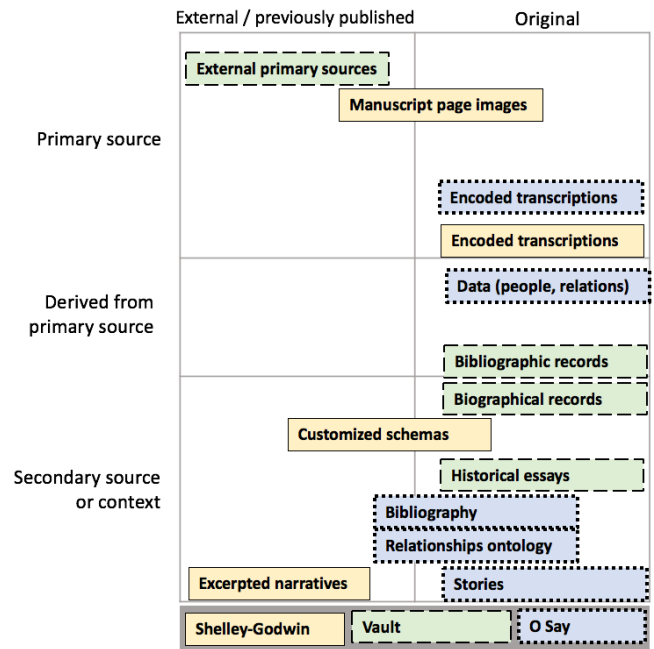 External / previously published
Original
External primary sources
Manuscript page images
Primary source
Encoded transcriptions
Encoded transcriptions
Data (people, relations)
Derived from
primary source
Bibliographic records
Biographical records
Customized schemas
Historical essays
Secondary source
or context
Bibliography
Relationships ontology
Excerpted narratives
Stories
Shelley-Godwin
Vault
O Say